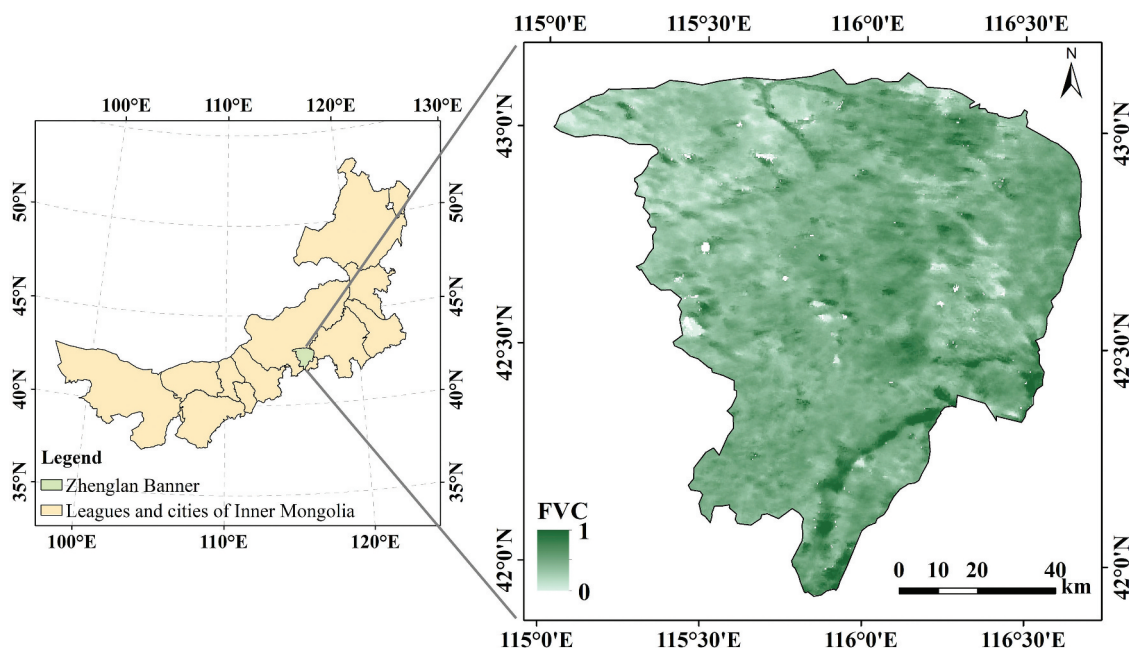 100°E
110°E
120°E
130°E
50°N
45°N
40°N
35°N
50°N
45°N
40°N
35°N
Legend
Zhenglan Banner
Leagues and cities of Inner Mongolia
100°E
110°E
120°E
115°0'E
115°30'E
116°0'E
116°30'E
N
43°0'N
42°30'N
42°0'N
43°0'N
42°30'N
42°0'N
FVC
1
0
0 10 20 40
km
115°0'E
115°30'E
116°0'E
116°30'E